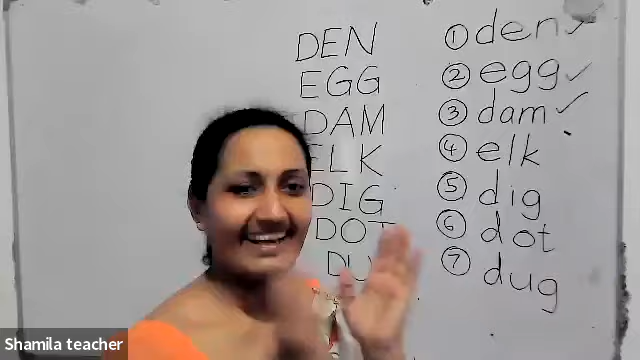 DEN ① den ✓
EGG ② egg ✓
DAM ③ dam ✓
ELK ④ elk
DIG ⑤ dig
DOT ⑥ dot
DU ⑦ dug
Shamila teacher